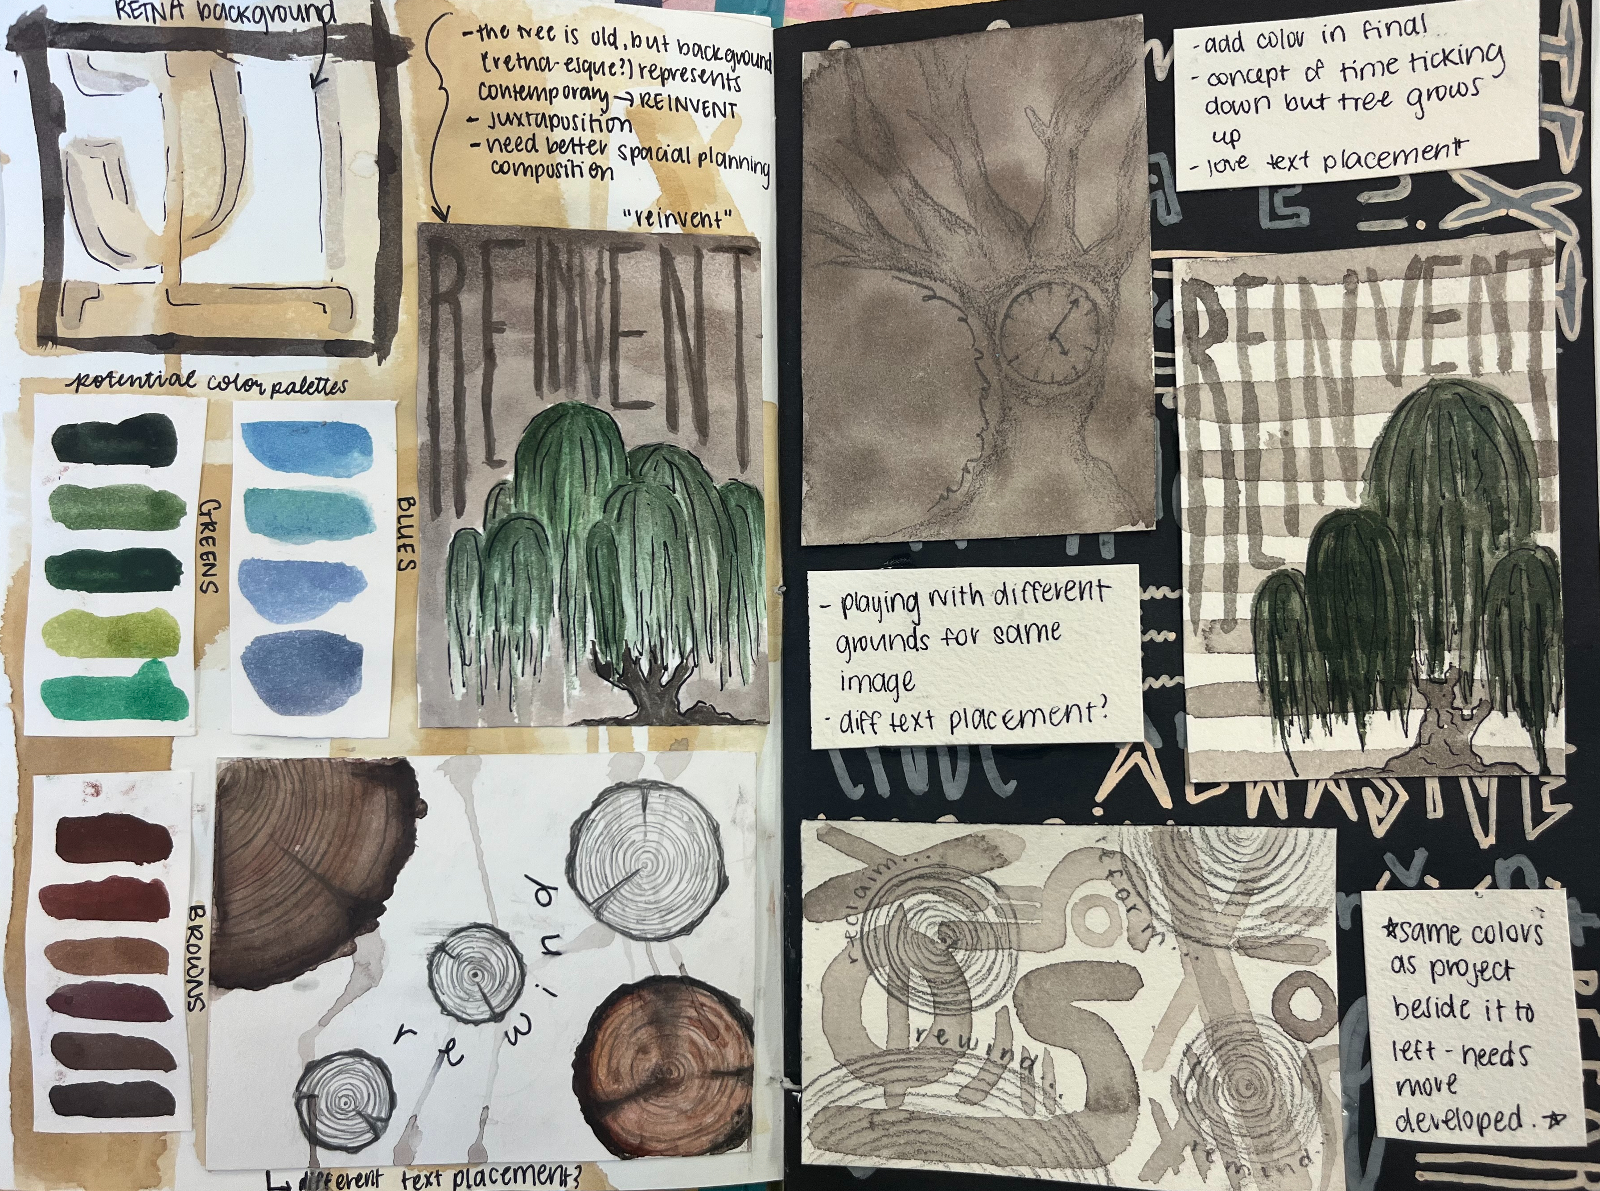 RETNA background
- the tree is old, but background
(retna-esque?) represents
contemporary → REINVENT
- juxtaposition
- need better spacial planning
composition
"reinvent"
REINVENT
potential color palettes
GREENS
BLUES
BROWNS
rewind
↳ different text placement?
- add color in final
- concept of time ticking
down but tree grows
up
- love text placement
REINVENT
- playing with different
grounds for same
image
- diff text placement?
reclaim...
rewind.
remind.
☆same colors
as project
beside it to
left - needs
more
developed. ☆